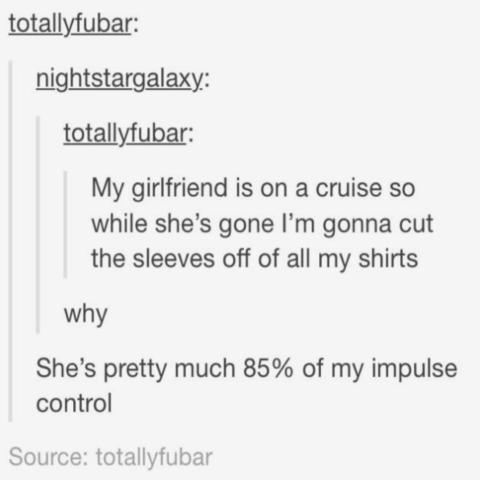 totallyfubar:
nightstargalaxy:
totallyfubar:
My girlfriend is on a cruise so
while she's gone I'm gonna cut
the sleeves off of all my shirts
why
She's pretty much 85% of my impulse
control
Source: totallyfubar